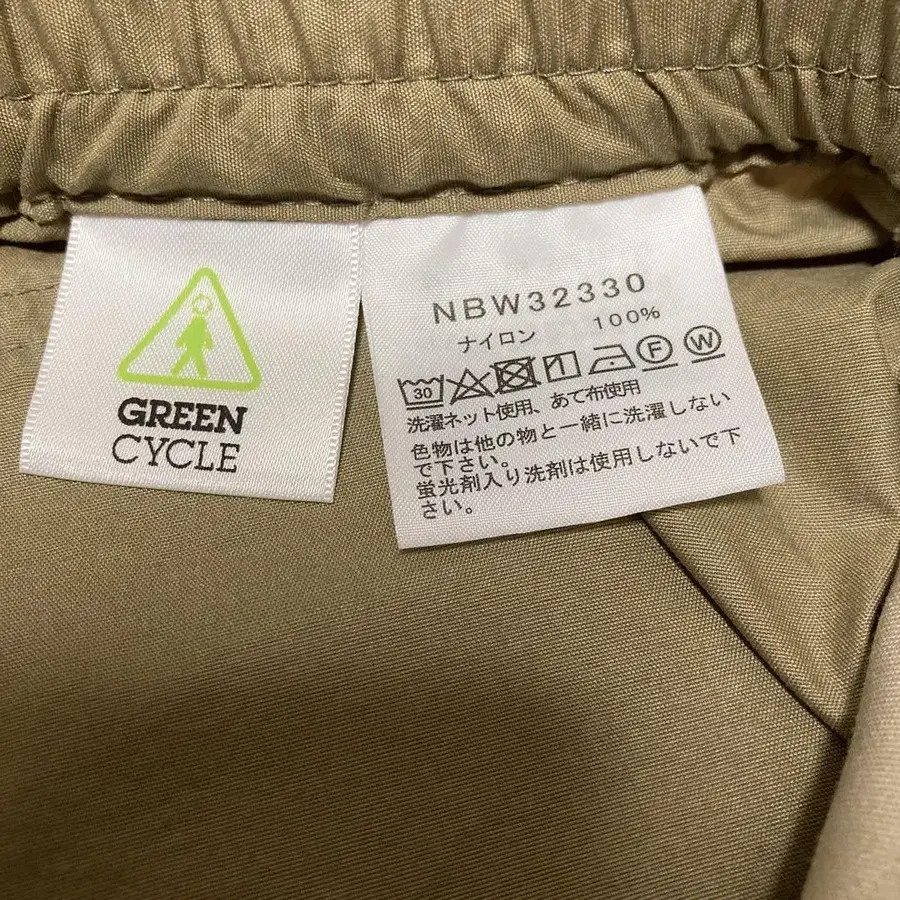 GREEN
CYCLE
NBW32330
ナイロン 100%
30
F
W
洗濯ネット使用、あて布使用
色物は他の物と一緒に洗濯しない
で下さい。
蛍光剤入り洗剤は使用しないで下
さい。